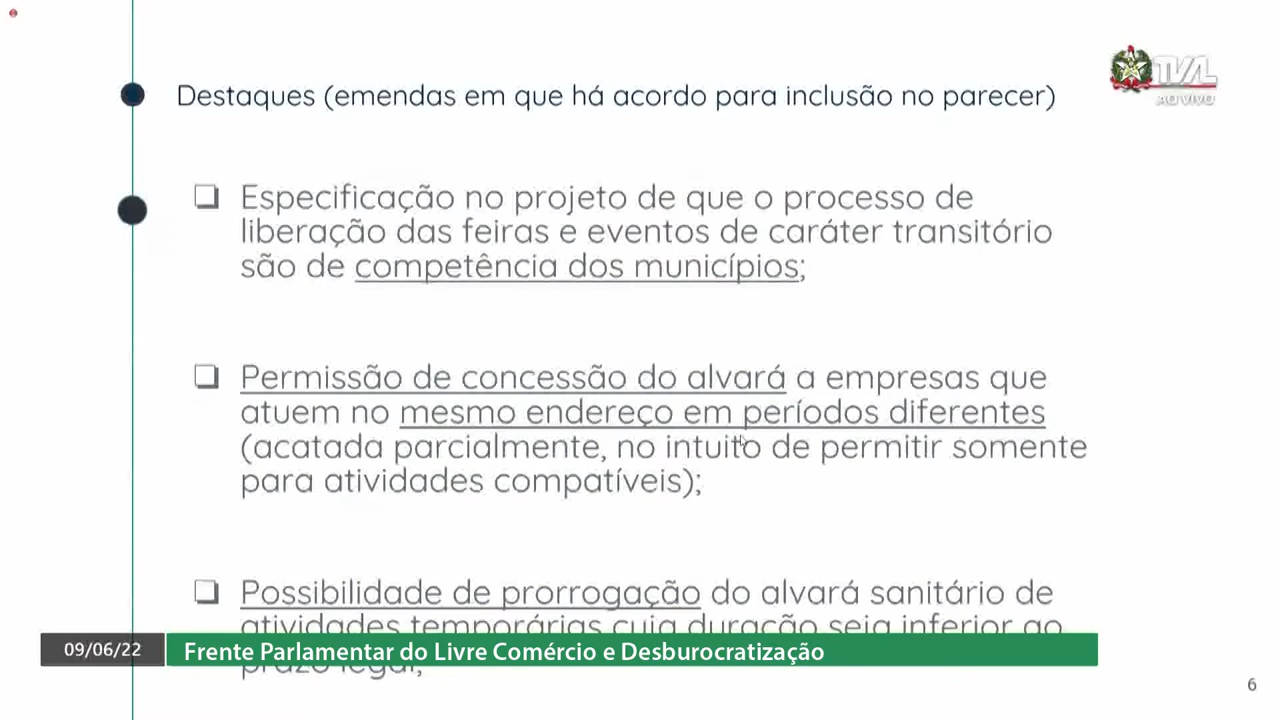 Destaques (emendas em que há acordo para inclusão no parecer)
TVAL
AO VIVO
Especificação no projeto de que o processo de
liberação das feiras e eventos de caráter transitório
são de competência dos municípios;
Permissão de concessão do alvará a empresas que
atuem no mesmo endereço em períodos diferentes
(acatada parcialmente, no intuito de permitir somente
para atividades compatíveis);
Possibilidade de prorrogação do alvará sanitário de
atividades temporárias cuja duração seja inferior ao
prazo legal;
09/06/22
Frente Parlamentar do Livre Comércio e Desburocratização
6